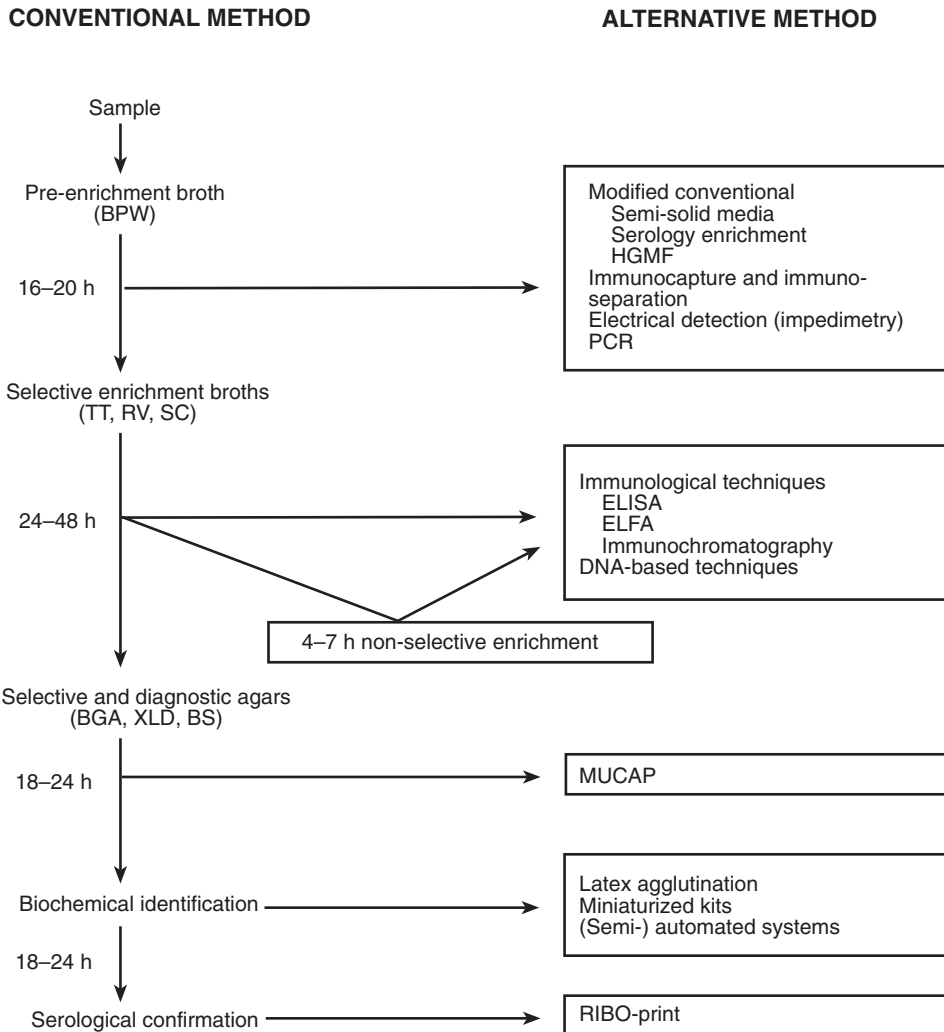 CONVENTIONAL METHOD
ALTERNATIVE METHOD
Sample
Pre-enrichment broth
(BPW)
16–20 h
Modified conventional
Semi-solid media
Serology enrichment
HGMF
Immunocapture and immuno-
separation
Electrical detection (impedimetry)
PCR
Selective enrichment broths
(TT, RV, SC)
24–48 h
Immunological techniques
ELISA
ELFA
Immunochromatography
DNA-based techniques
4–7 h non-selective enrichment
Selective and diagnostic agars
(BGA, XLD, BS)
18–24 h
MUCAP
Biochemical identification
Latex agglutination
Miniaturized kits
(Semi-) automated systems
18–24 h
Serological confirmation
RIBO-print